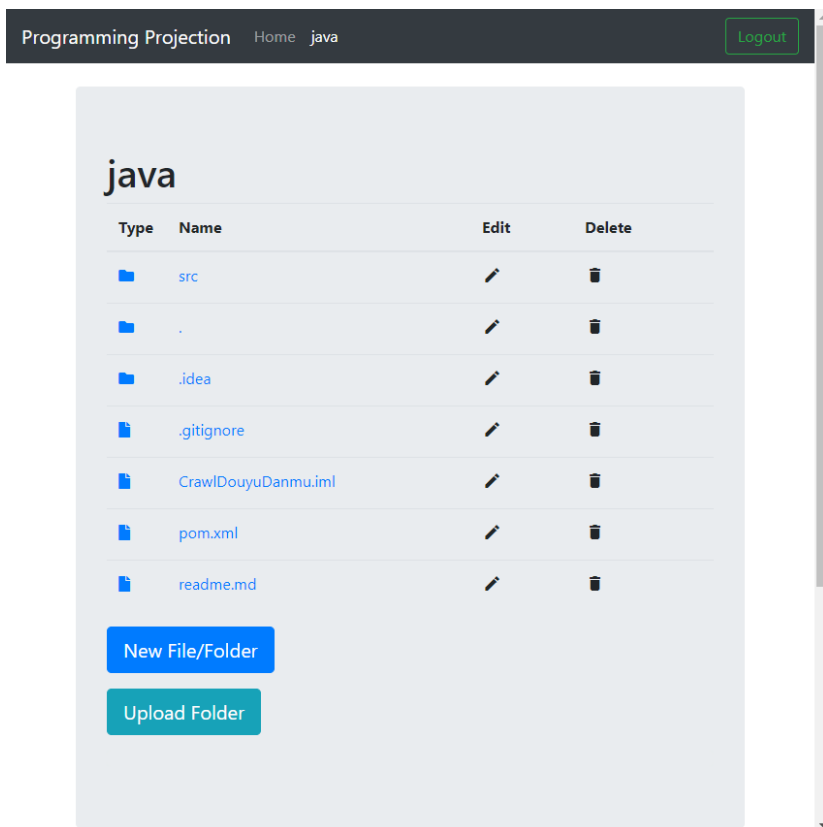 Programming Projection Home java Logout
java
Type Name Edit Delete
src
.
.idea
.gitignore
CrawlDouyuDanmu.iml
pom.xml
readme.md
New File/Folder
Upload Folder